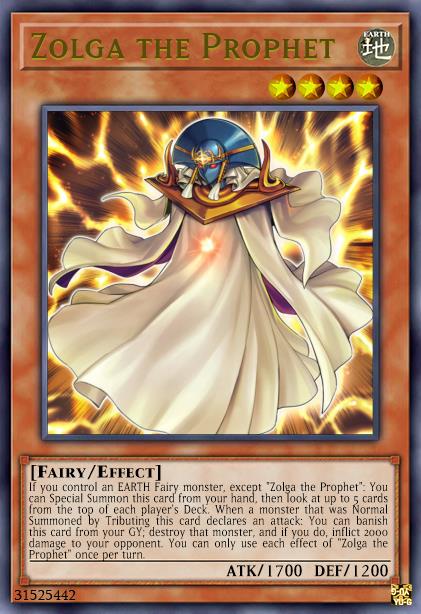 Zolga the Prophet
EARTH
地
[Fairy/Effect]
If you control an EARTH Fairy monster, except "Zolga the Prophet": You
can Special Summon this card from your hand, then look at up to 5 cards
from the top of each player's Deck. When a monster that was Normal
Summoned by Tributing this card declares an attack: You can banish
this card from your GY; destroy that monster, and if you do, inflict 2000
damage to your opponent. You can only use each effect of "Zolga the
Prophet" once per turn.
ATK/1700 DEF/1200
31525442